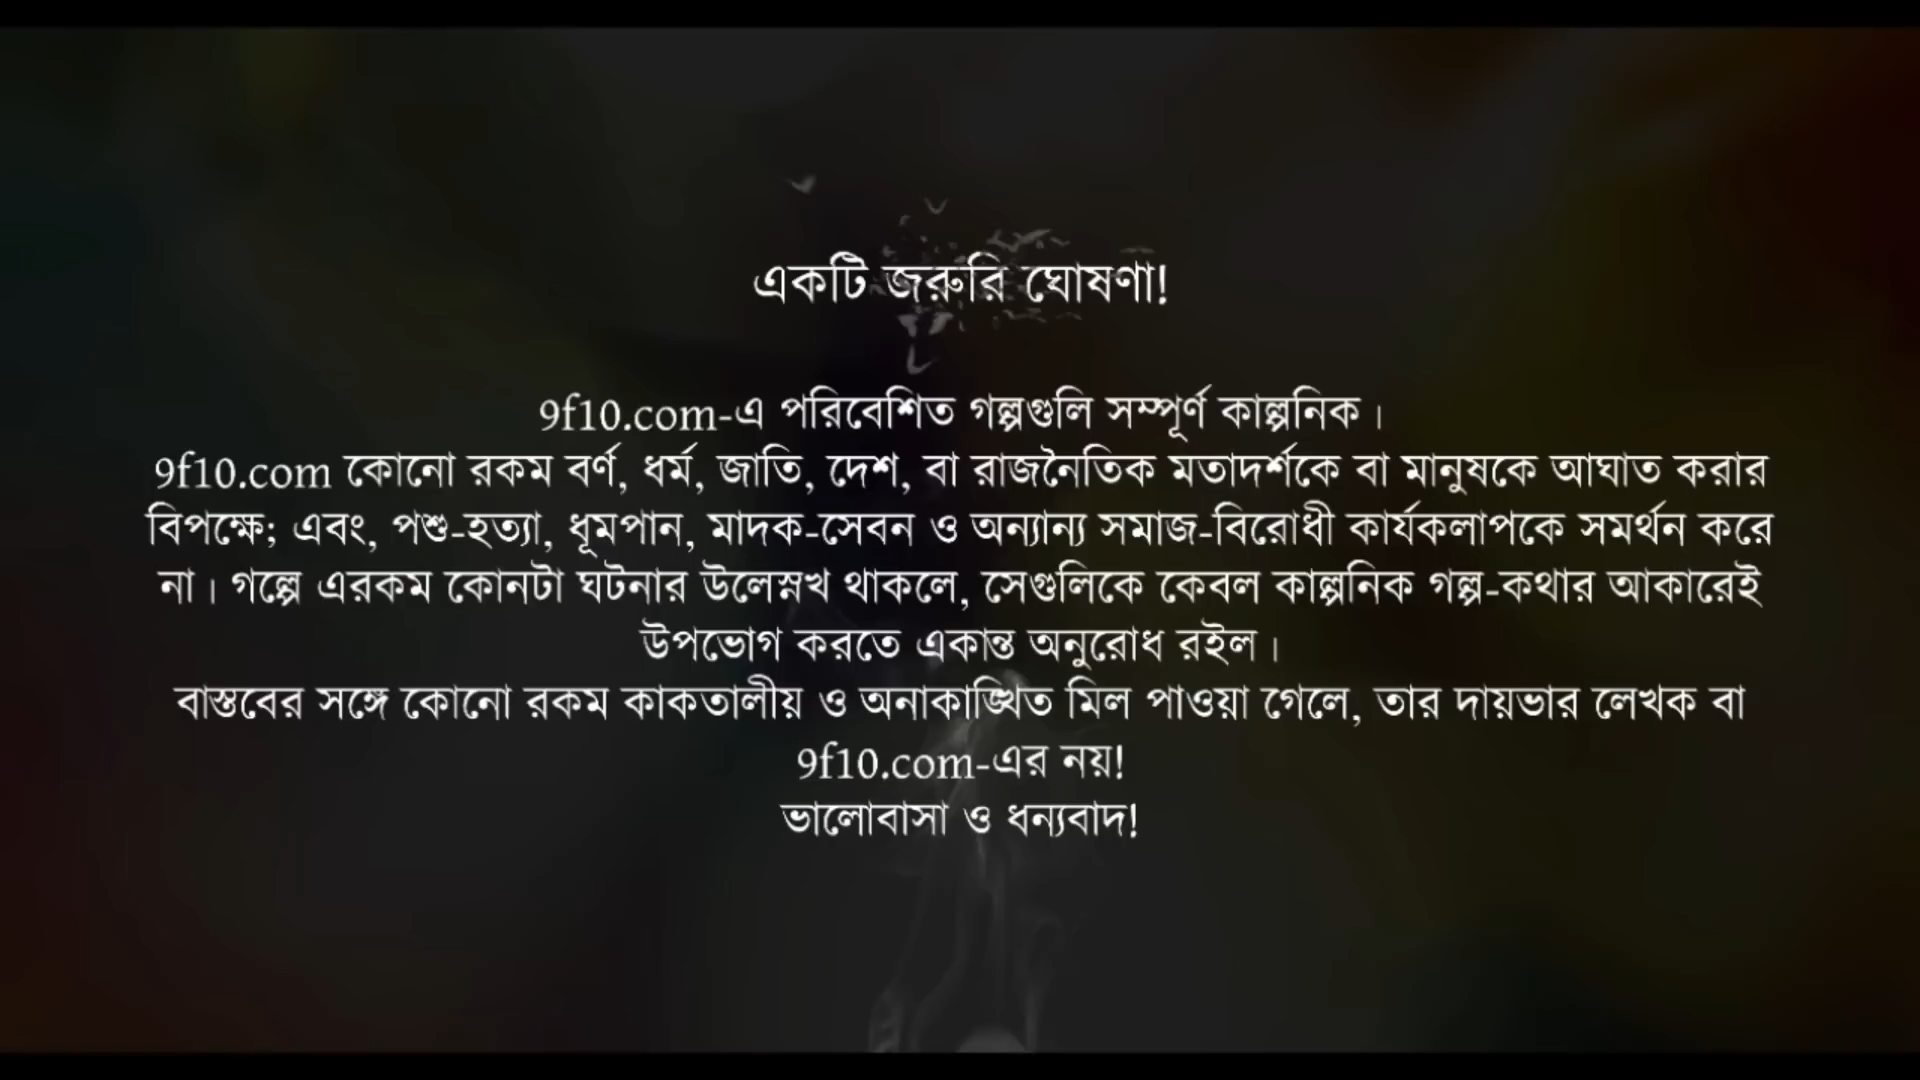 একটি জরুরি ঘোষণা!
9f10.com-এ পরিবেশিত গল্পগুলি সম্পূর্ণ কাল্পনিক।
9f10.com কোনো রকম বর্ণ, ধর্ম, জাতি, দেশ, বা রাজনৈতিক মতাদর্শকে বা মানুষকে আঘাত করার
বিপক্ষে; এবং, পশু-হত্যা, ধূমপান, মাদক-সেবন ও অন্যান্য সমাজ-বিরোধী কার্যকলাপকে সমর্থন করে
না। গল্পে এরকম কোনটা ঘটনার উলেস্নখ থাকলে, সেগুলিকে কেবল কাল্পনিক গল্প-কথার আকারেই
উপভোগ করতে একান্ত অনুরোধ রইল।
বাস্তবের সঙ্গে কোনো রকম কাকতালীয় ও অনাকাঙ্খিত মিল পাওয়া গেলে, তার দায়ভার লেখক বা
9f10.com-এর নয়!
ভালোবাসা ও ধন্যবাদ!